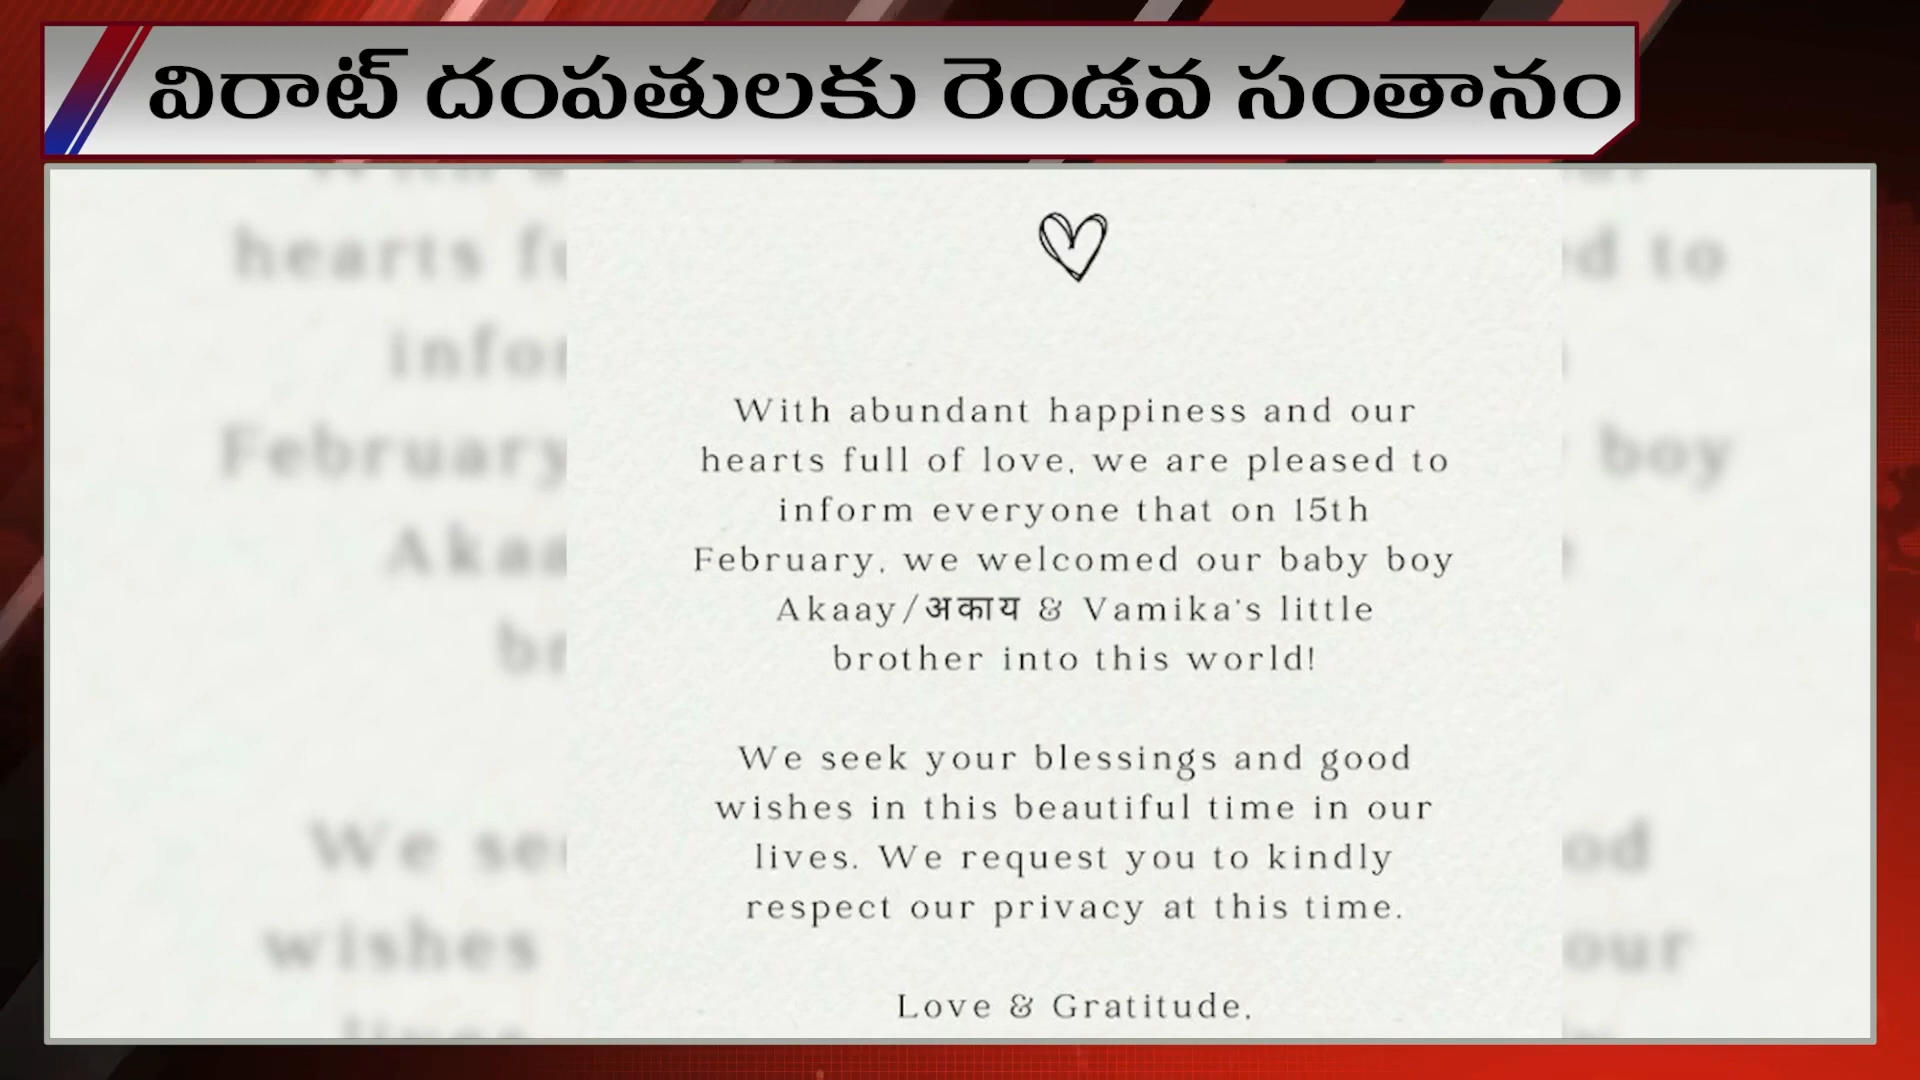 విరాట్ దంపతులకు రెండవ సంతానం
With abundant happiness and our
hearts full of love, we are pleased to
inform everyone that on 15th
February, we welcomed our baby boy
Akaay/अकाय & Vamika's little
brother into this world!
We seek your blessings and good
wishes in this beautiful time in our
lives. We request you to kindly
respect our privacy at this time.
Love & Gratitude,